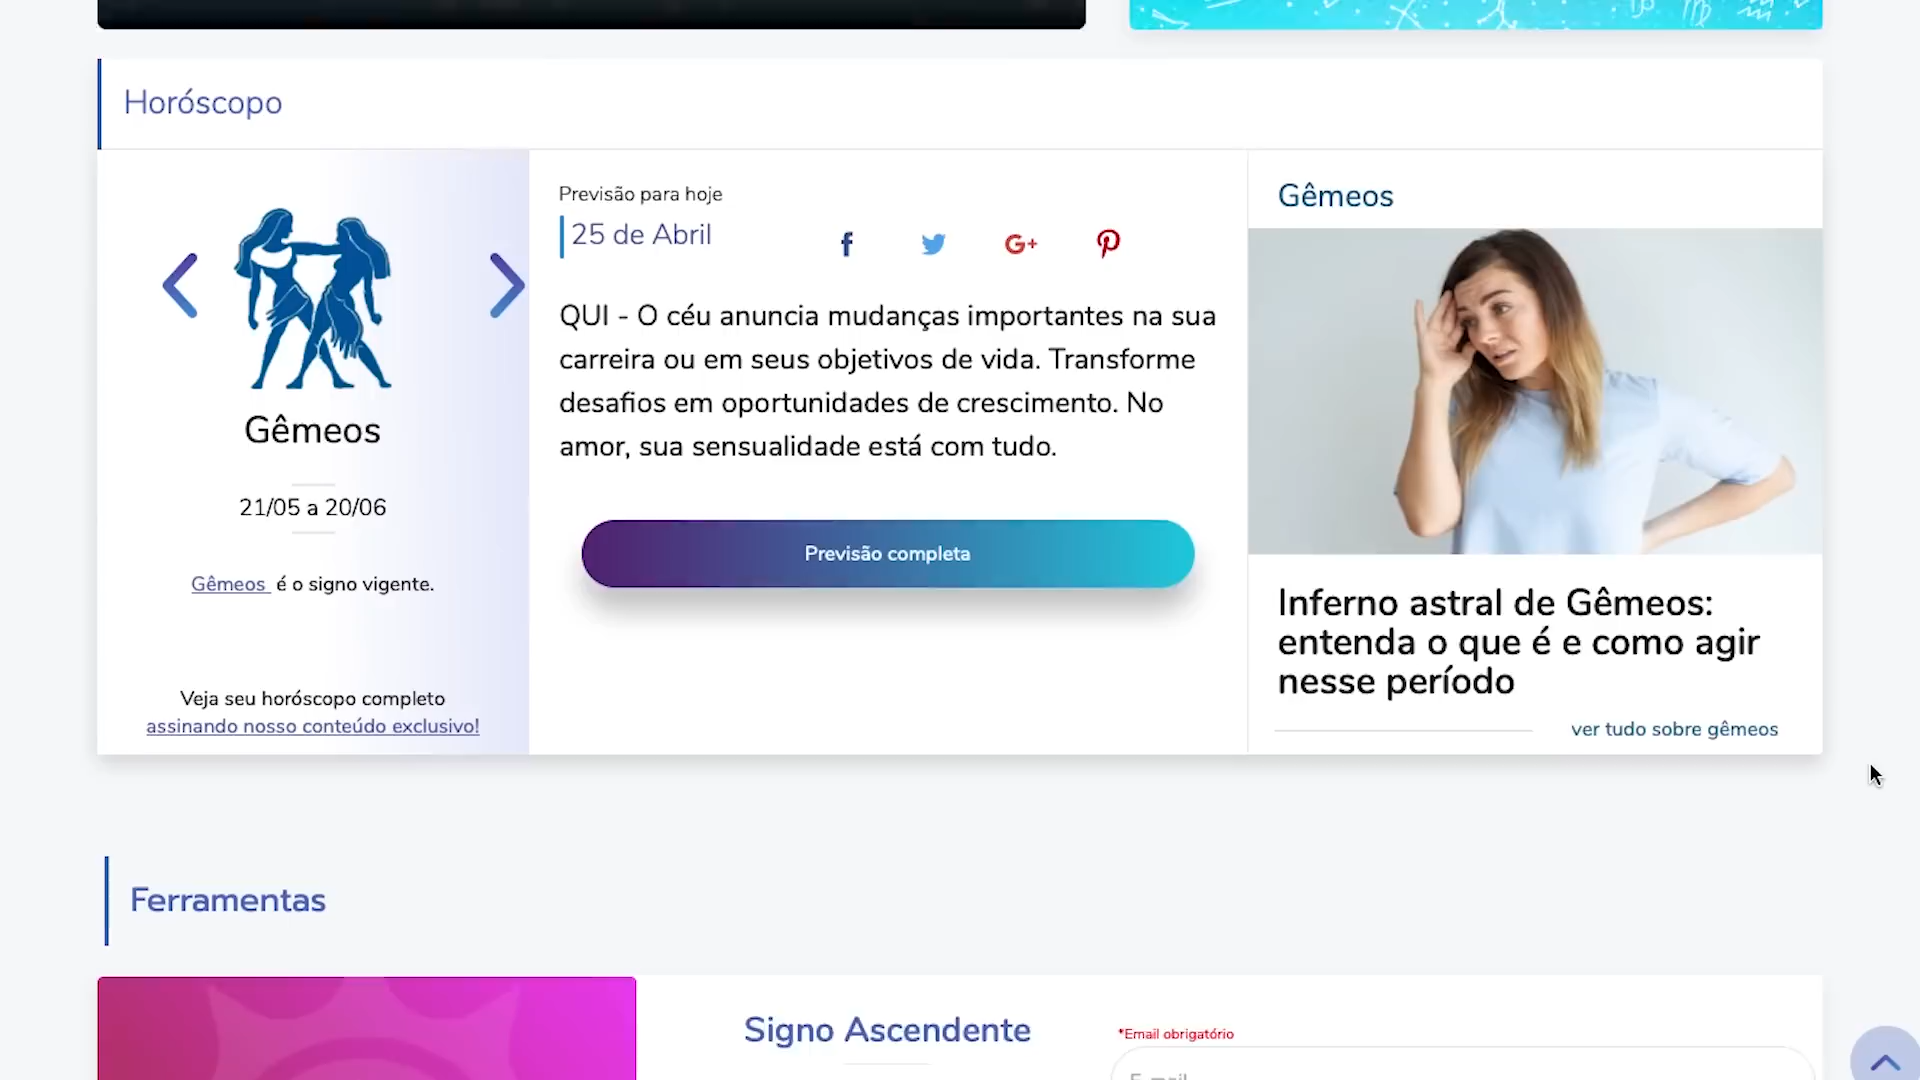 Horóscopo
Gêmeos
21/05 a 20/06
Gêmeos é o signo vigente.
Veja seu horóscopo completo
assinando nosso conteúdo exclusivo!
Previsão para hoje
25 de Abril
QUI - O céu anuncia mudanças importantes na sua
carreira ou em seus objetivos de vida. Transforme
desafios em oportunidades de crescimento. No
amor, sua sensualidade está com tudo.
Previsão completa
Gêmeos
Inferno astral de Gêmeos:
entenda o que é e como agir
nesse período
ver tudo sobre gêmeos
Ferramentas
Signo Ascendente
*Email obrigatório